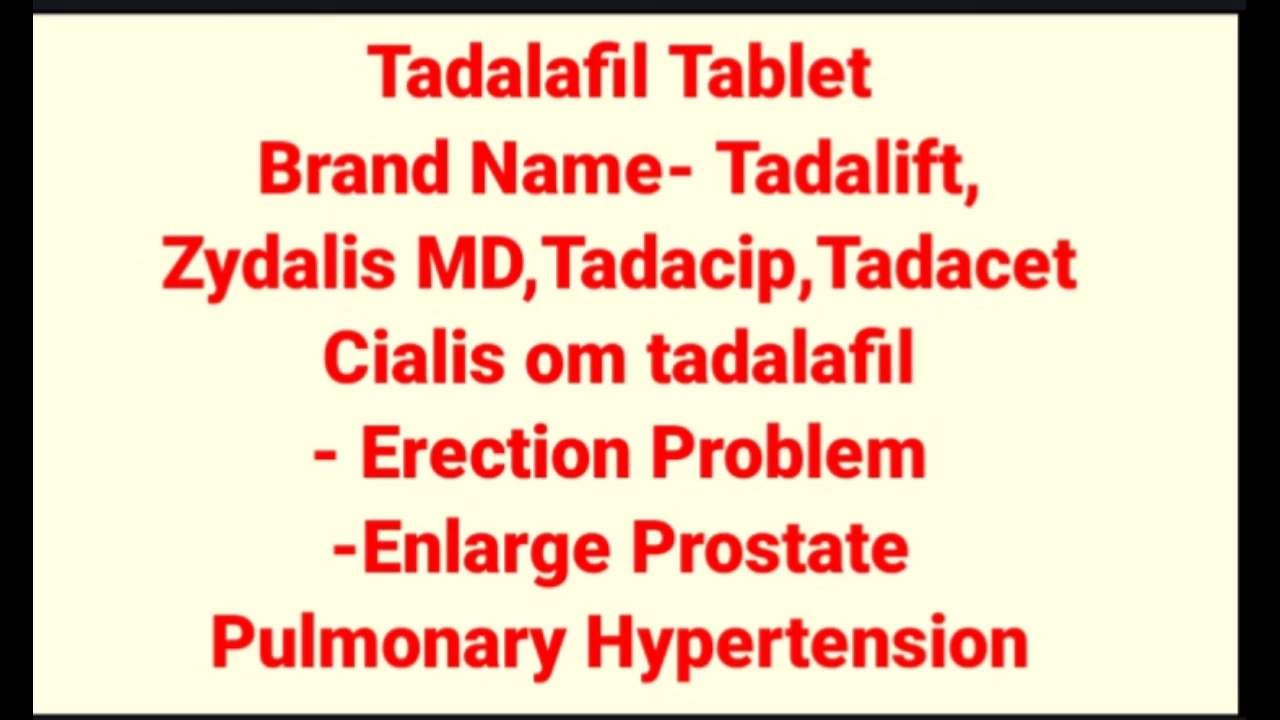 Tadalafil Tablet
Brand Name- Tadalift,
Zydalis MD,Tadacip,Tadacet
Cialis om tadalafil
- Erection Problem
-Enlarge Prostate
Pulmonary Hypertension